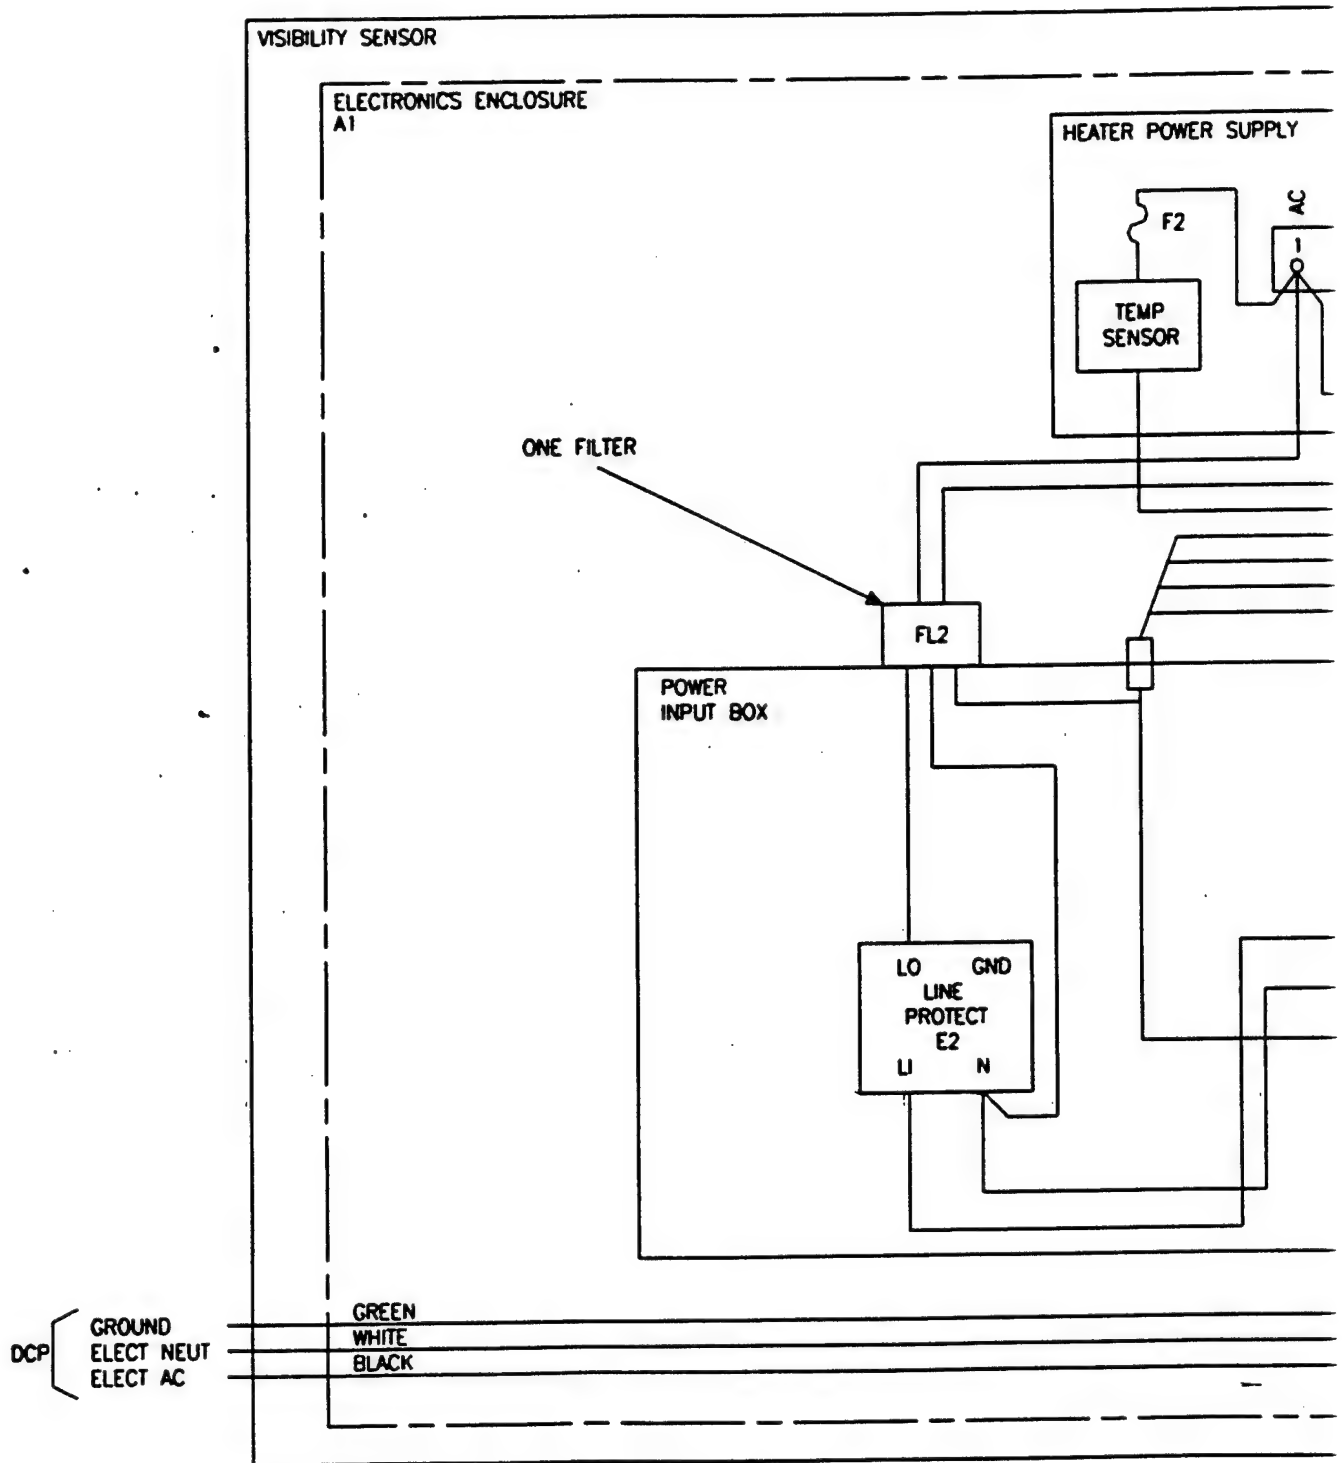 VISIBILITY SENSOR
ELECTRONICS ENCLOSURE
A1
HEATER POWER SUPPLY
AC
F2
1
TEMP
SENSOR
ONE FILTER
FL2
POWER
INPUT BOX
LO GND
LINE
PROTECT
E2
LI N
GREEN
GROUND
WHITE
DCP ELECT NEUT
BLACK
ELECT AC